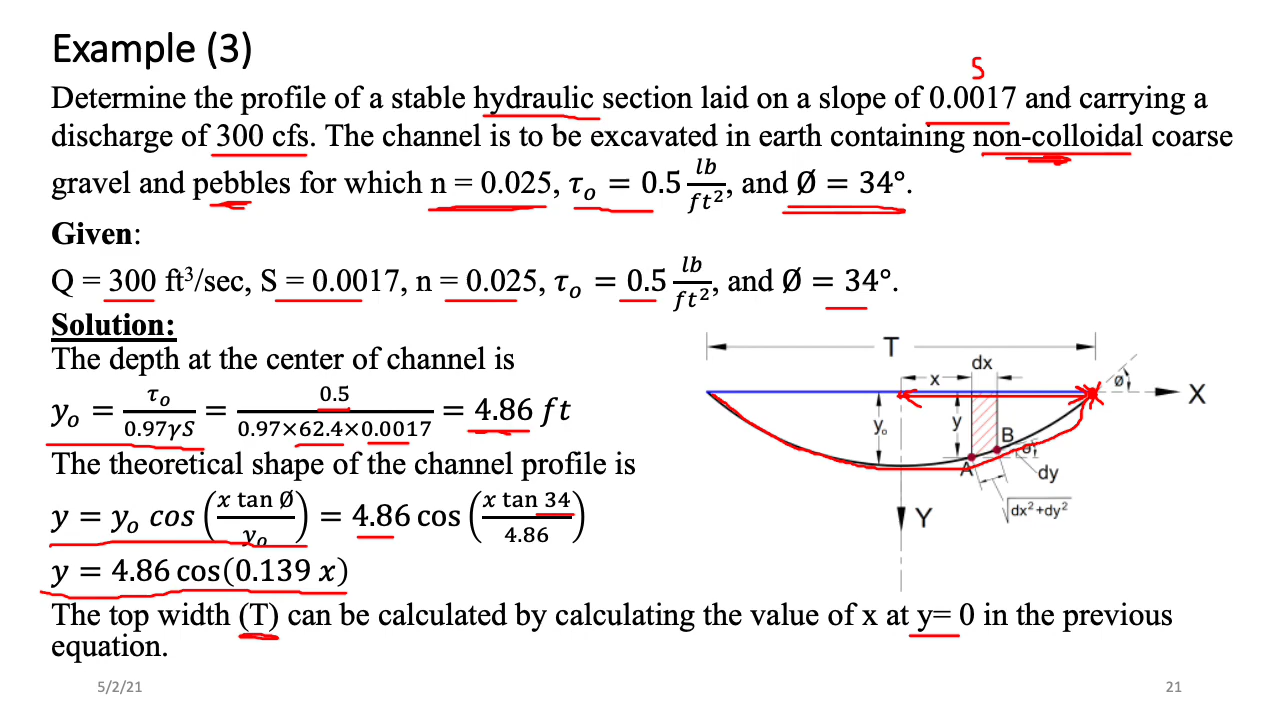 Example (3)
S
Determine the profile of a stable hydraulic section laid on a slope of 0.0017 and carrying a
discharge of 300 cfs. The channel is to be excavated in earth containing non-colloidal coarse
gravel and pebbles for which n = 0.025, τₒ = 0.5 lb/ft², and Ø = 34°.
Given:
Q = 300 ft³/sec, S = 0.0017, n = 0.025, τₒ = 0.5 lb/ft², and Ø = 34°.
Solution:
The depth at the center of channel is
yₒ = τₒ/0.97γS = 0.5/0.97×62.4×0.0017 = 4.86 ft
The theoretical shape of the channel profile is
y = yₒ cos (x tan Ø/yₒ) = 4.86 cos (x tan 34/4.86)
y = 4.86 cos(0.139 x)
The top width (T) can be calculated by calculating the value of x at y= 0 in the previous
equation.
T
dx
x
Ø
X
yₒ
y
B
θ
A
dy
√dx²+dy²
Y
5/2/21
21